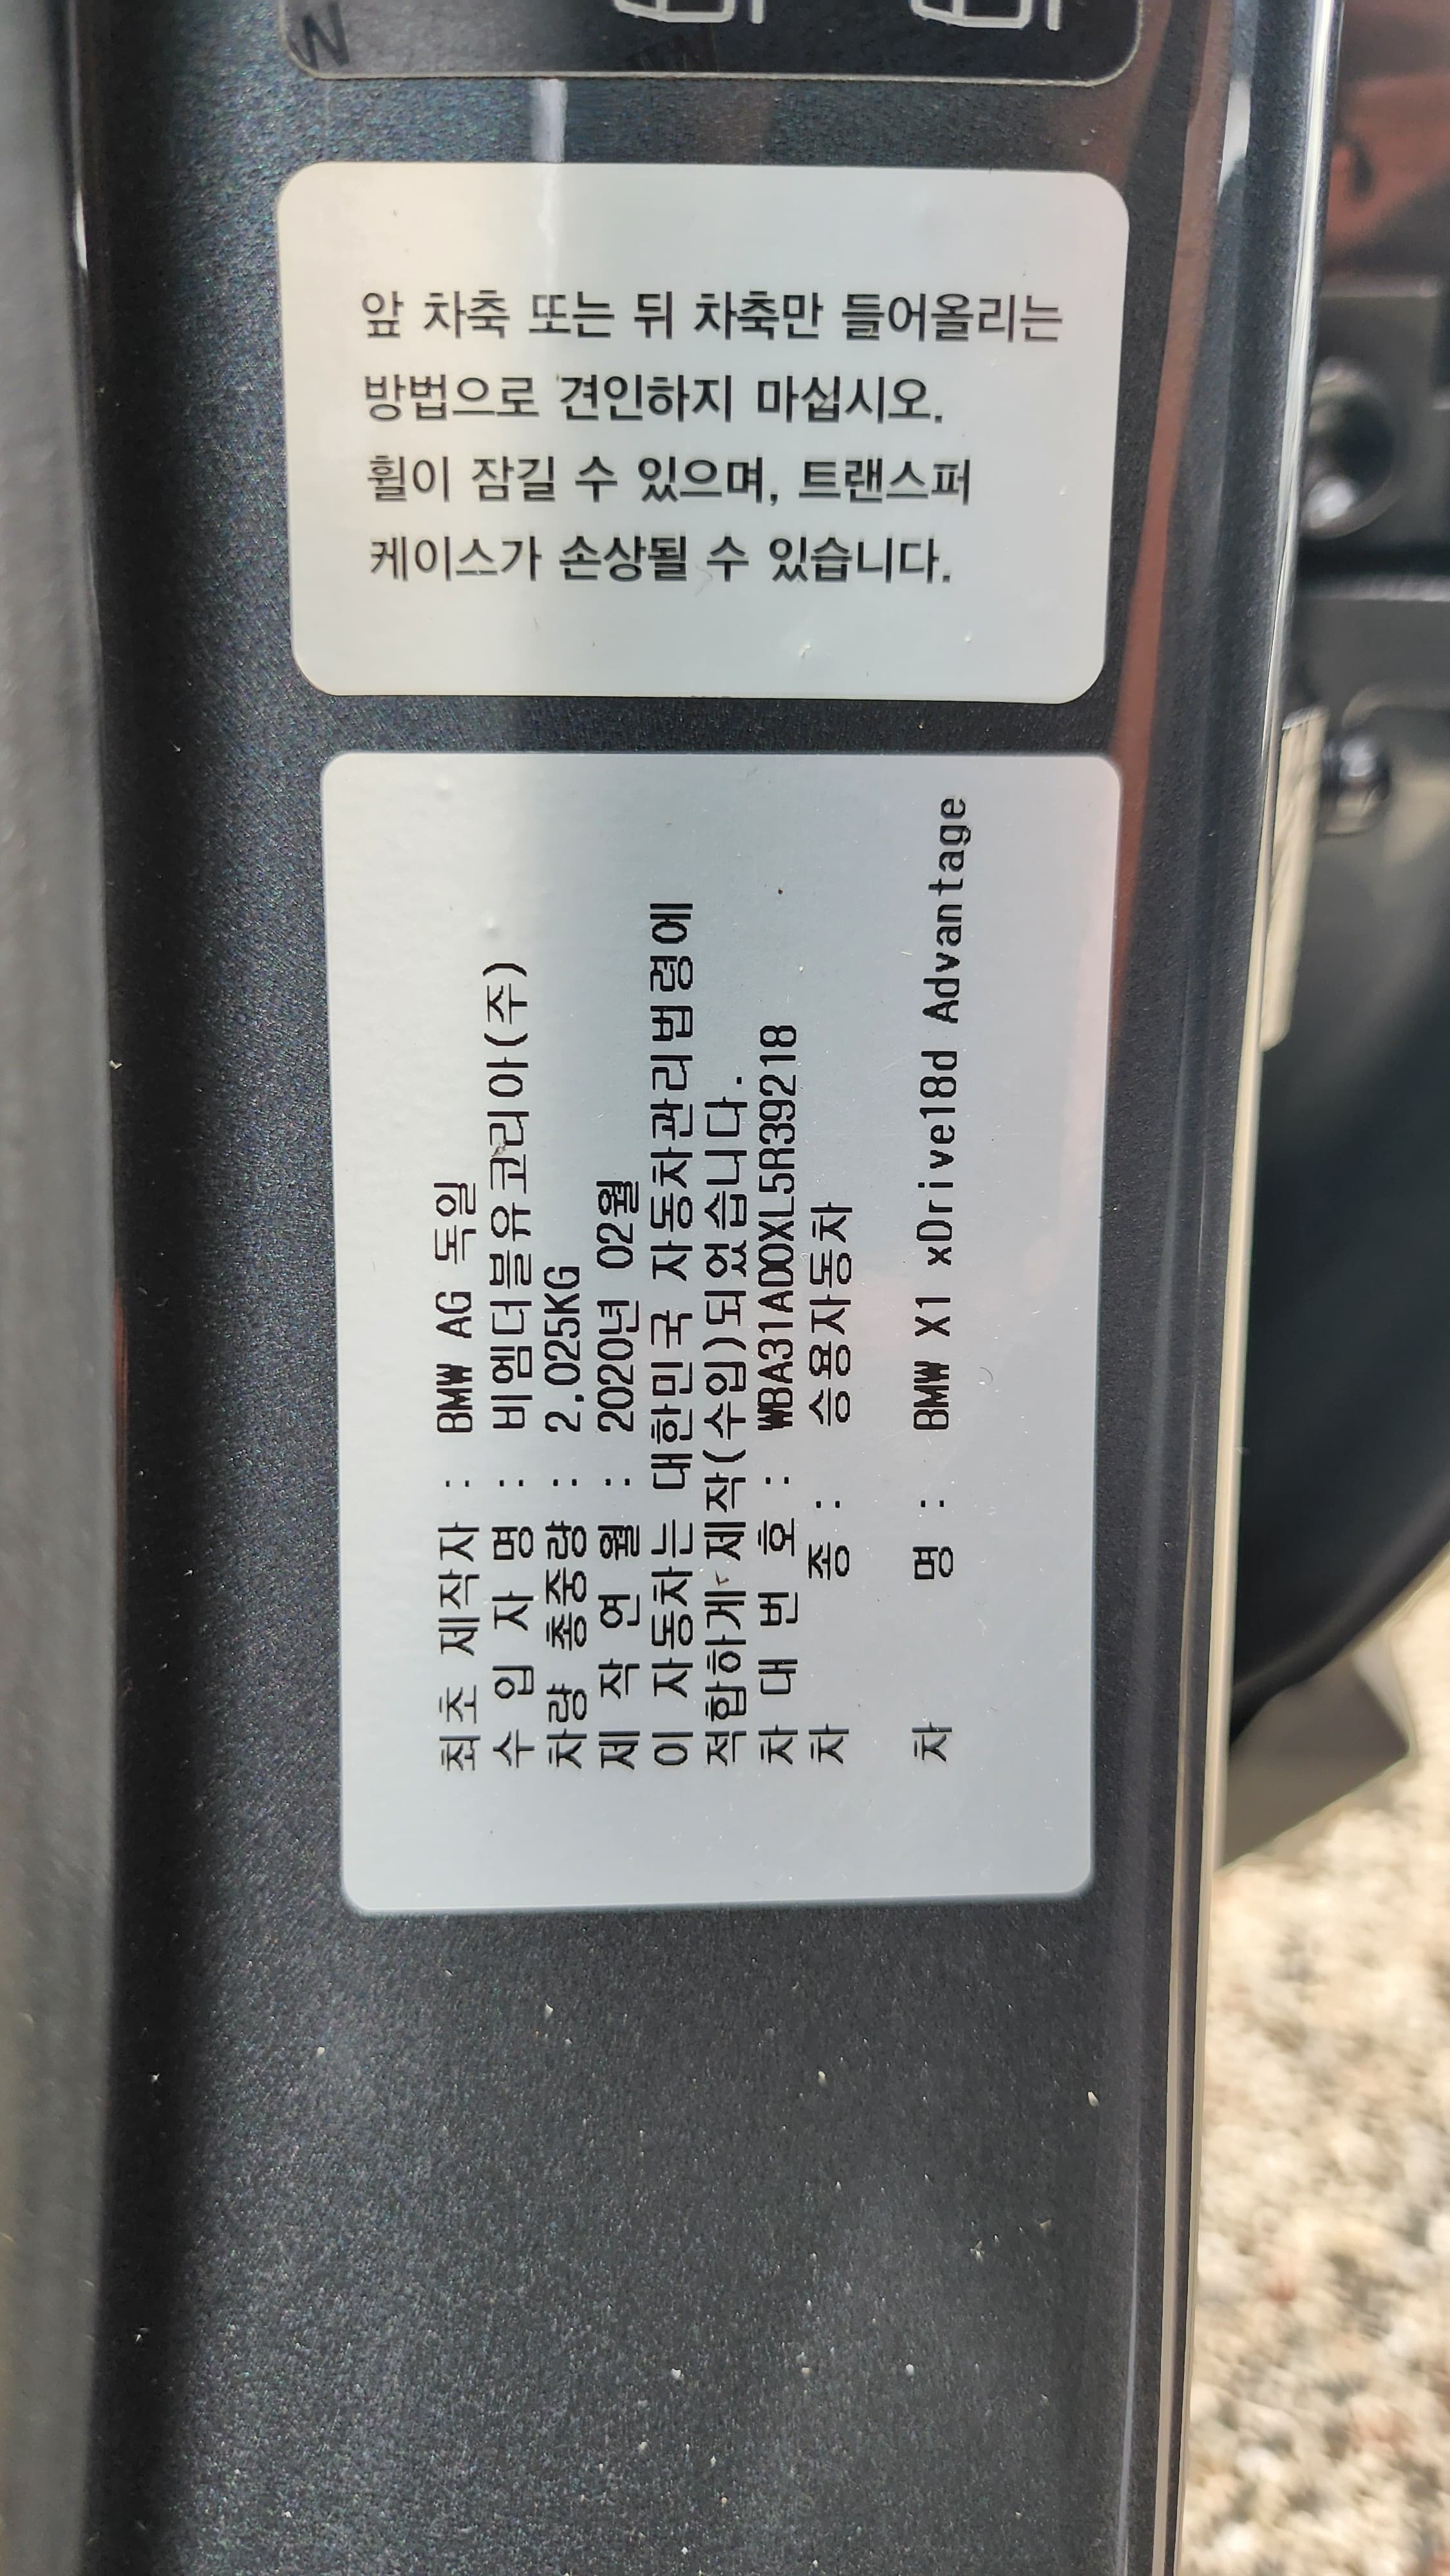 앞 차축 또는 뒤 차축만 들어올리는
방법으로 견인하지 마십시오.
휠이 잠길 수 있으며, 트랜스퍼
케이스가 손상될 수 있습니다.
최초 제작자 : BMW AG 독일
수 입 자 명 : 비엠더블유코리아(주)
차량 총중량 : 2,025KG
제 작 연 월 : 2020년 02월
이 자동차는 대한민국 자동차관리법령에
적합하게 제작(수입)되었습니다.
차 대 번 호 : WBA31AD0XL5R39218
차 종 : 승용자동차
차 명 : BMW X1 xDrive18d Advantage